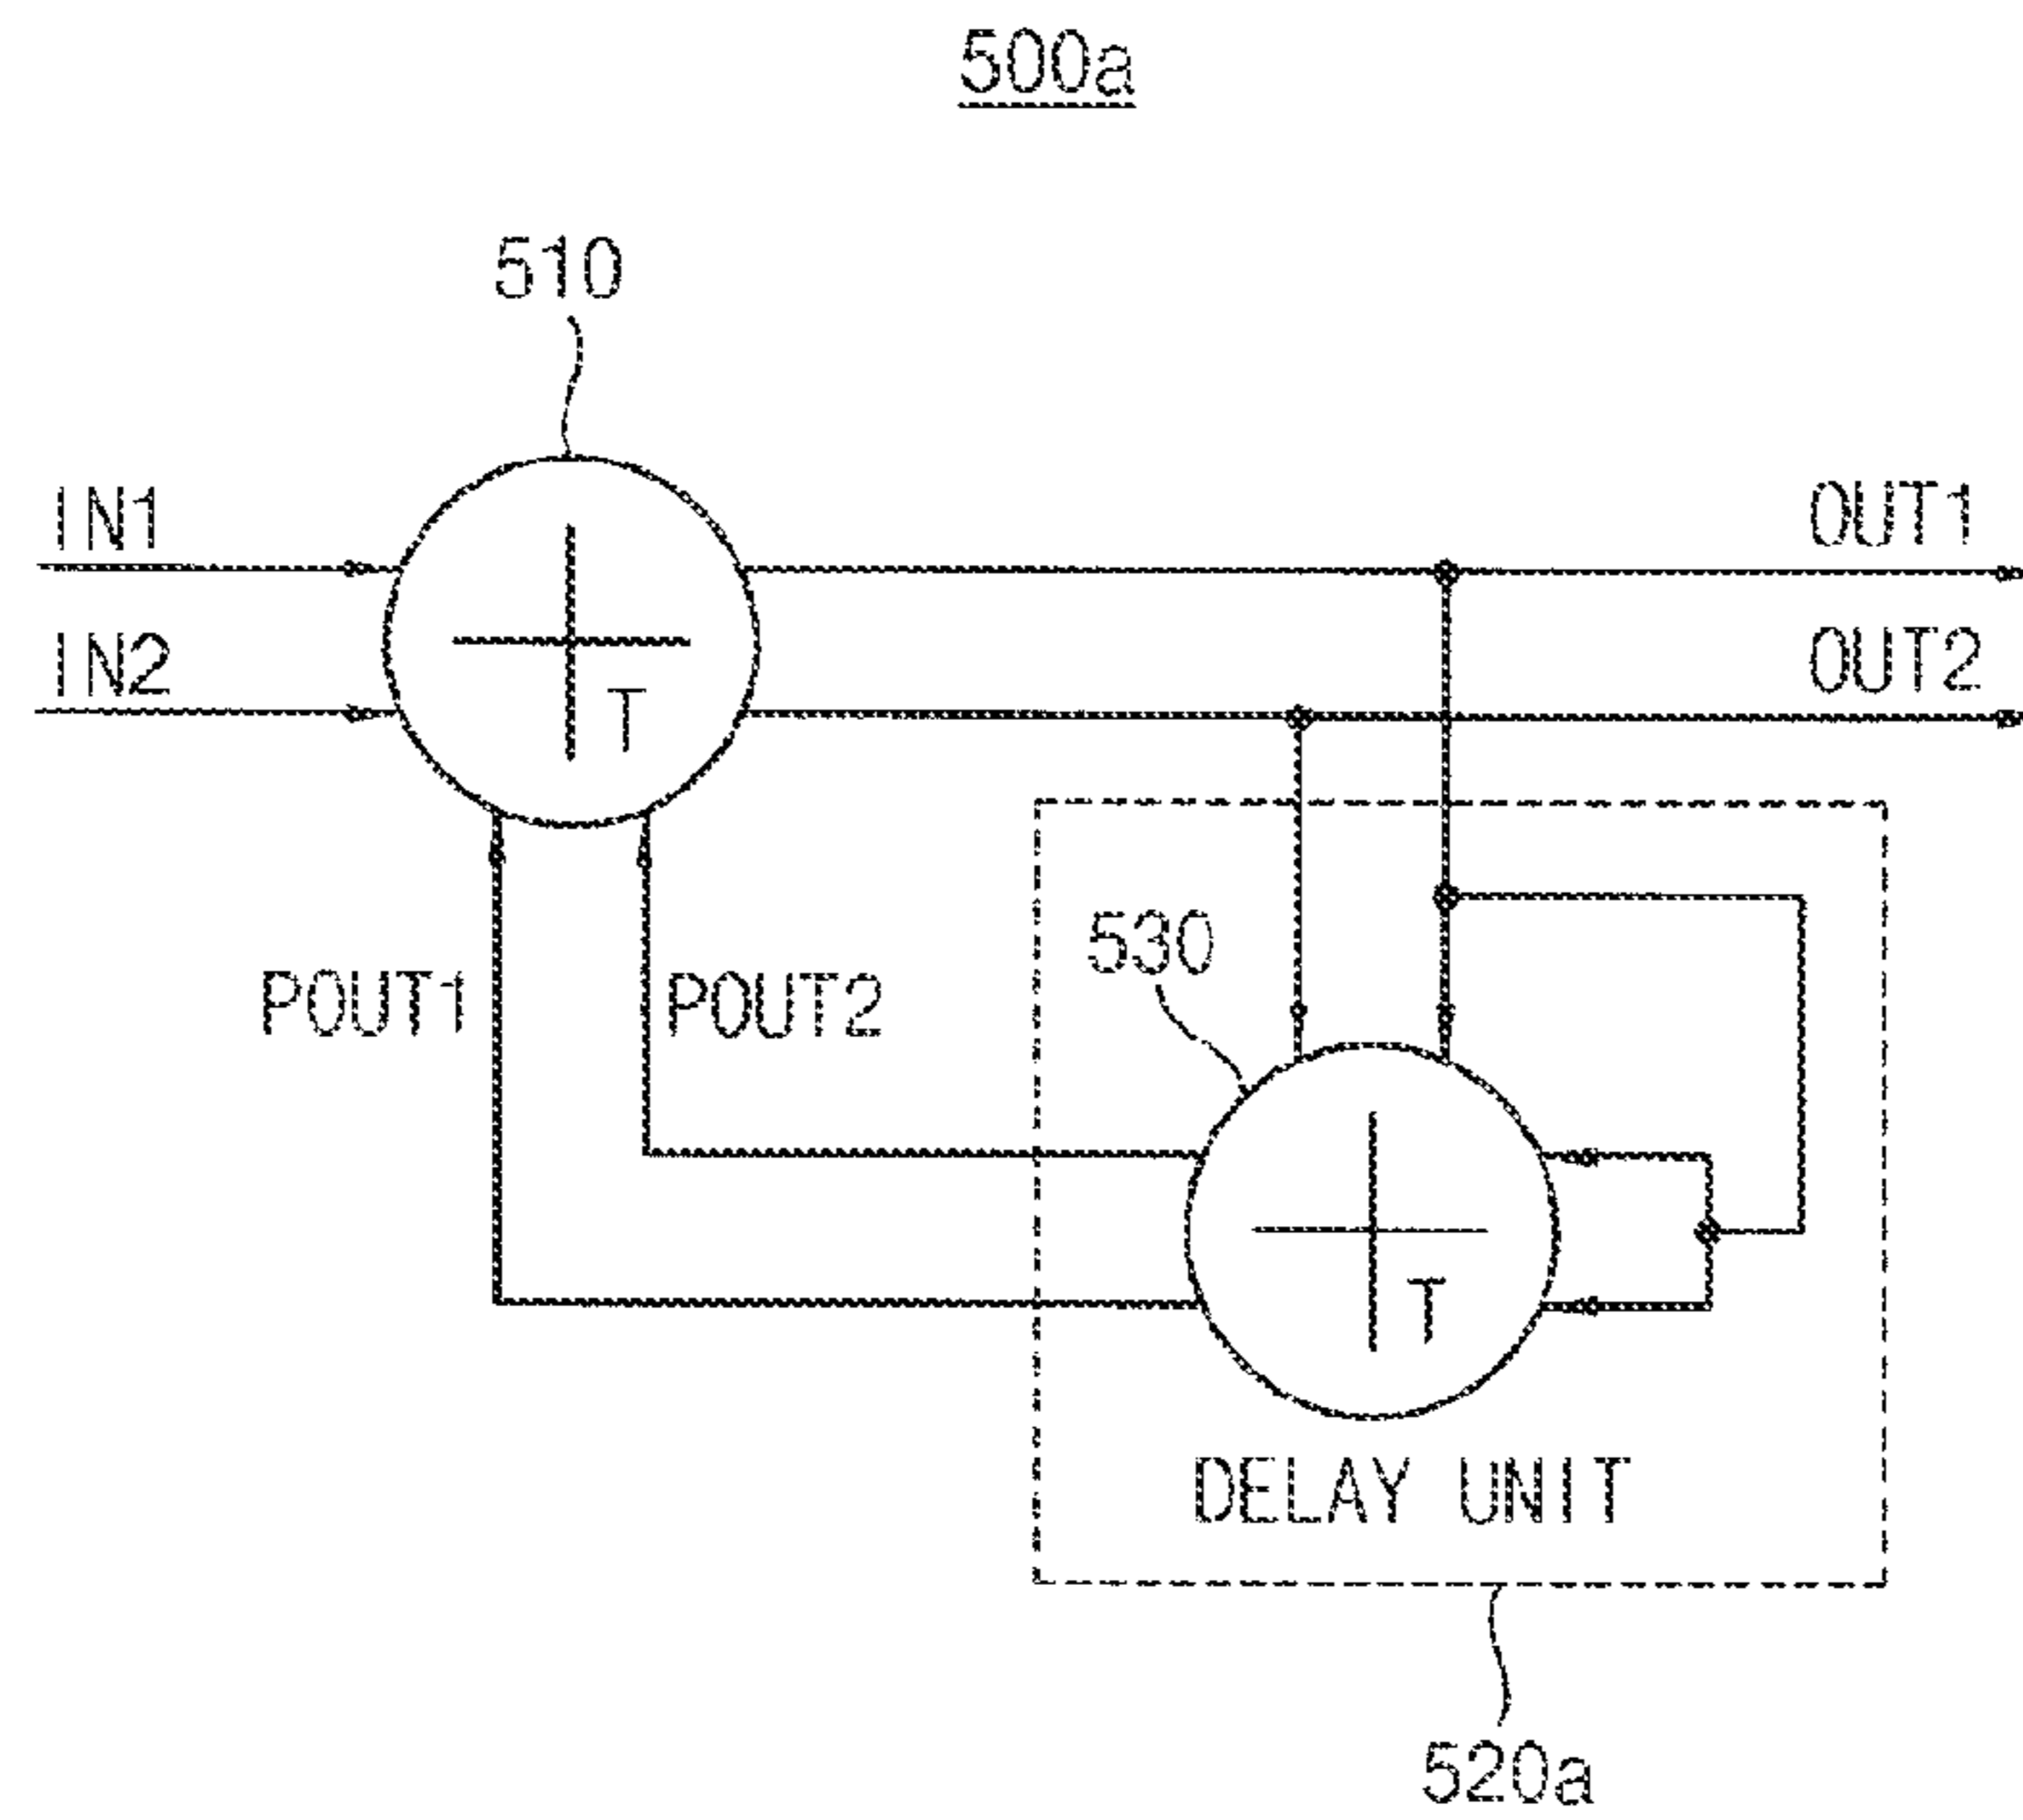 500a
510
IN1
OUT1
IN2
OUT2
T
530
POUT1
POUT2
T
DELAY UNIT
520a